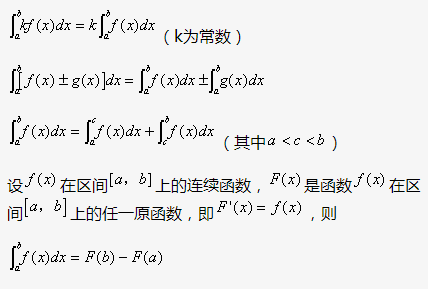 ∫_a^b kf(x)dx = k∫_a^b f(x)dx（k为常数）
∫_a^b[f(x)±g(x)]dx = ∫_a^b f(x)dx±∫_a^b g(x)dx
∫_a^b f(x)dx = ∫_a^c f(x)dx+∫_c^b f(x)dx（其中a<c<b）
设f(x)在区间[a，b]上的连续函数，F(x)是函数f(x)在区
间[a，b]上的任一原函数，即F'(x)=f(x)，则
∫_a^b f(x)dx = F(b)−F(a)